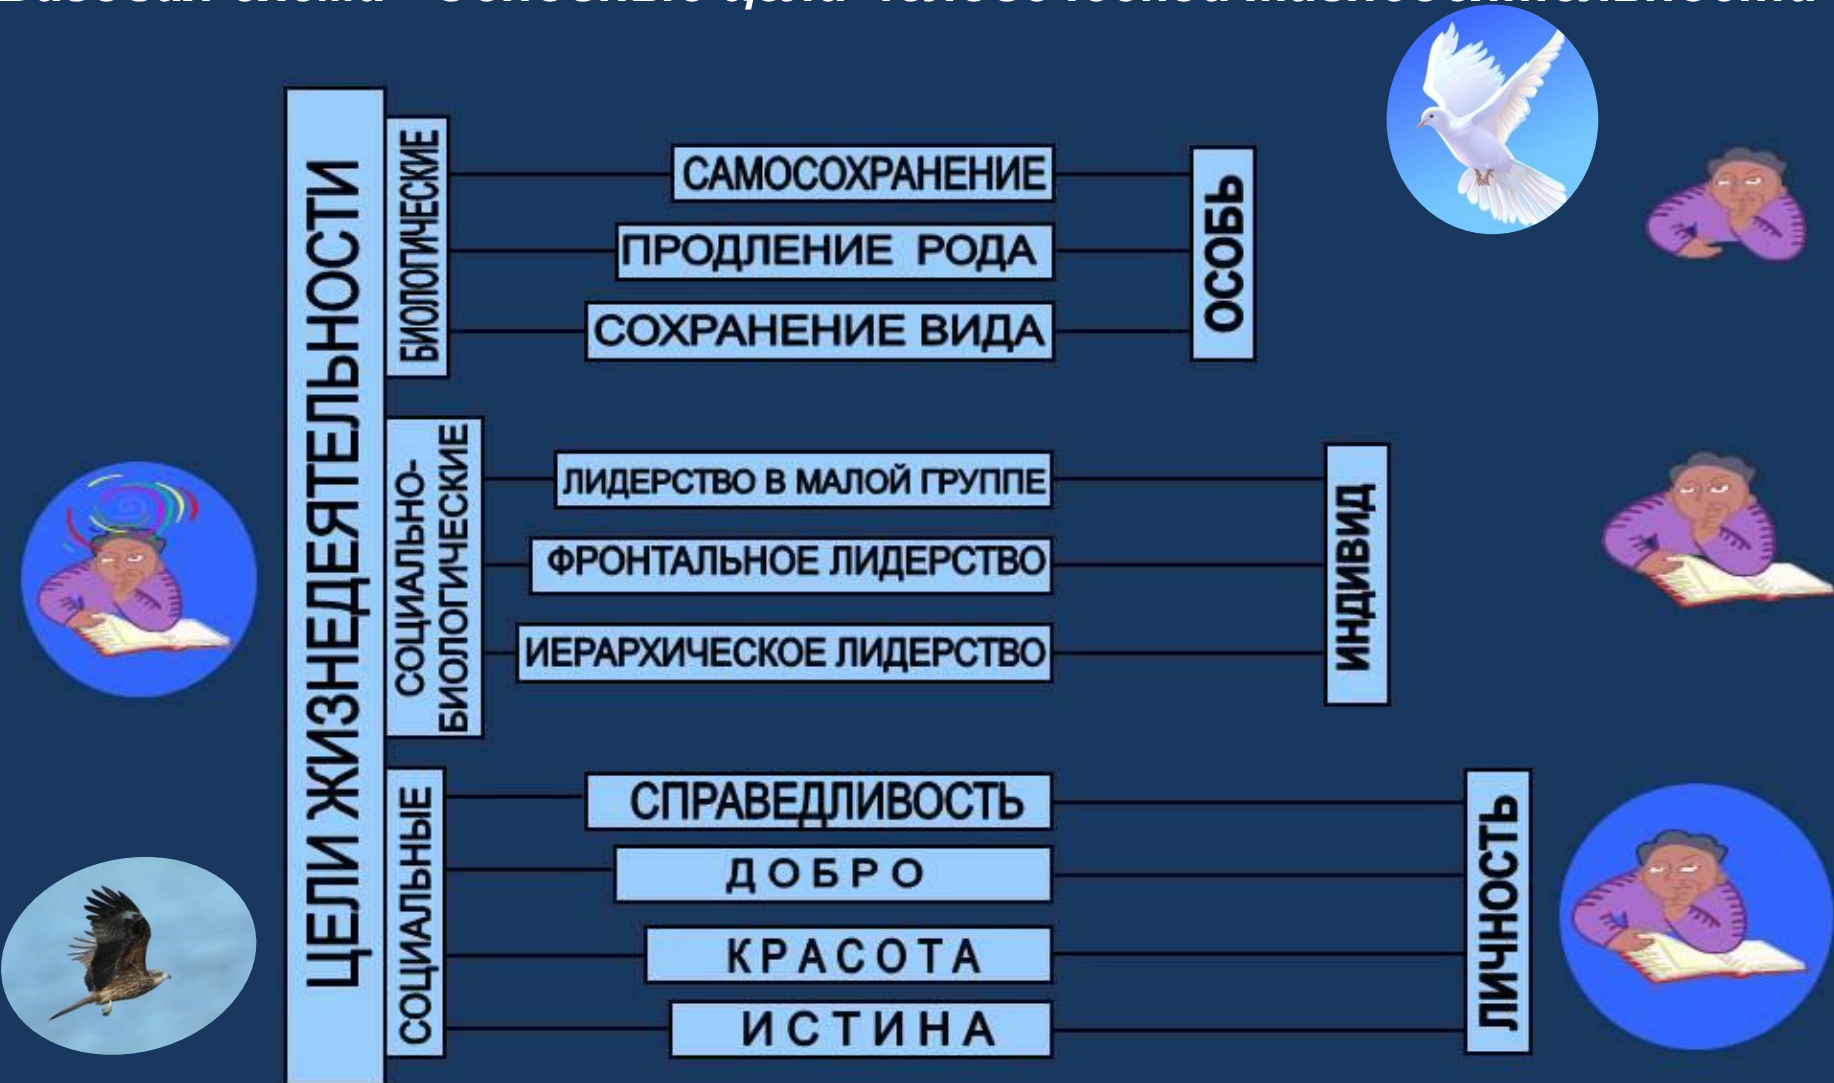 ЦЕЛИ ЖИЗНЕДЕЯТЕЛЬНОСТИ
БИОЛОГИЧЕСКИЕ
САМОСОХРАНЕНИЕ
ПРОДЛЕНИЕ РОДА
СОХРАНЕНИЕ ВИДА
ОСОБЬ
СОЦИАЛЬНО-
БИОЛОГИЧЕСКИЕ
ЛИДЕРСТВО В МАЛОЙ ГРУППЕ
ФРОНТАЛЬНОЕ ЛИДЕРСТВО
ИЕРАРХИЧЕСКОЕ ЛИДЕРСТВО
ИНДИВИД
СОЦИАЛЬНЫЕ
СПРАВЕДЛИВОСТЬ
ДОБРО
КРАСОТА
ИСТИНА
ЛИЧНОСТЬ